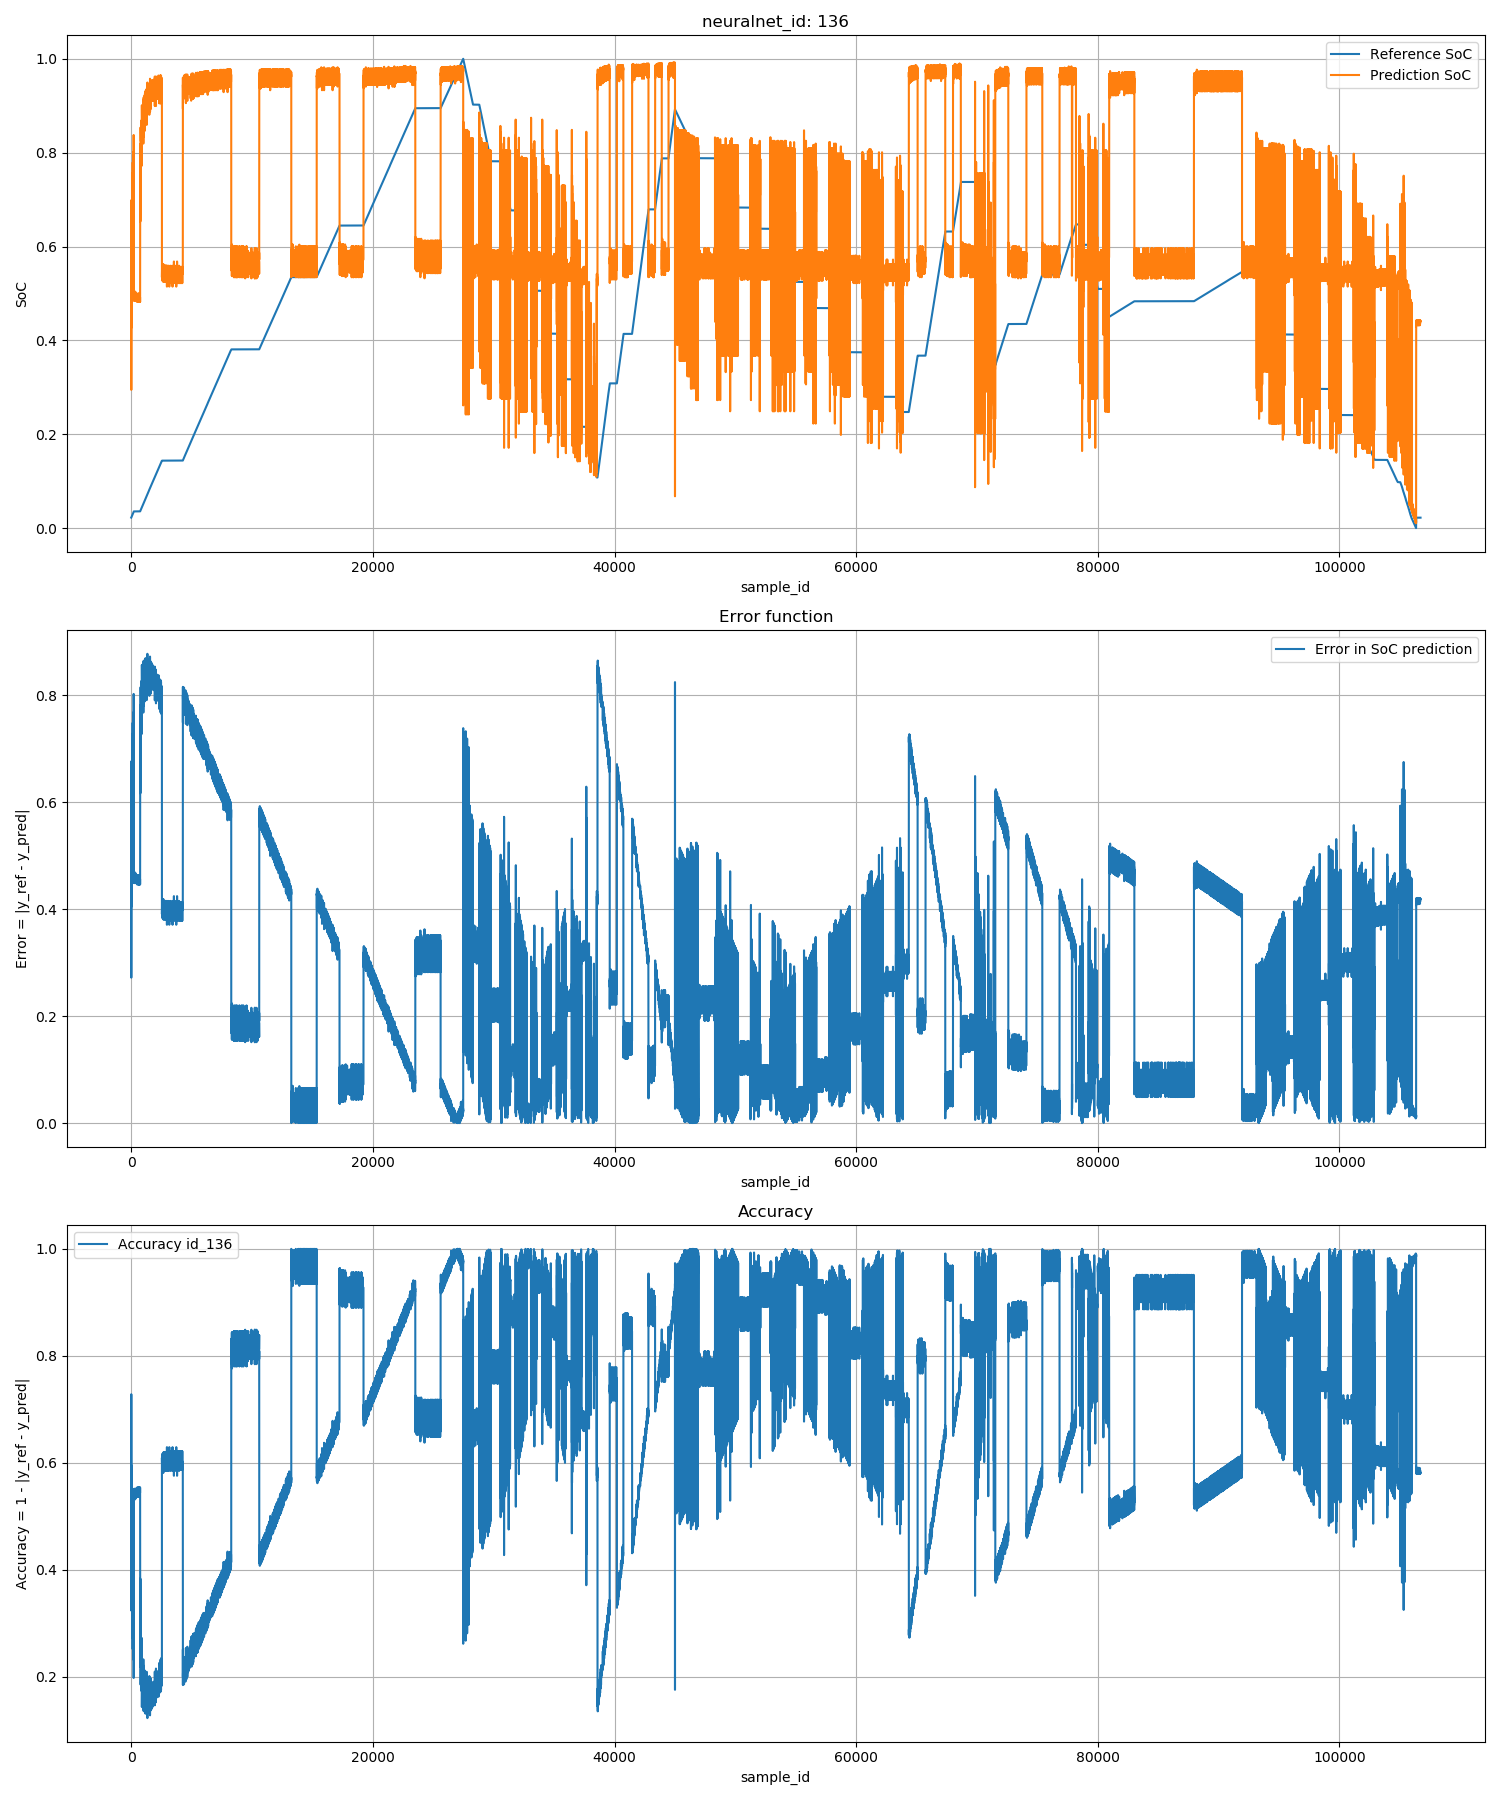 neuralnet_id: 136
Reference SoC
Prediction SoC
1.0
0.8
0.6
0.4
0.2
0.0
SoC
0 20000 40000 60000 80000 100000
sample_id
Error function
Error in SoC prediction
0.8
0.6
0.4
0.2
0.0
Error = |y_ref - y_pred|
0 20000 40000 60000 80000 100000
sample_id
Accuracy
Accuracy id_136
1.0
0.8
0.6
0.4
0.2
Accuracy = 1 - |y_ref - y_pred|
0 20000 40000 60000 80000 100000
sample_id